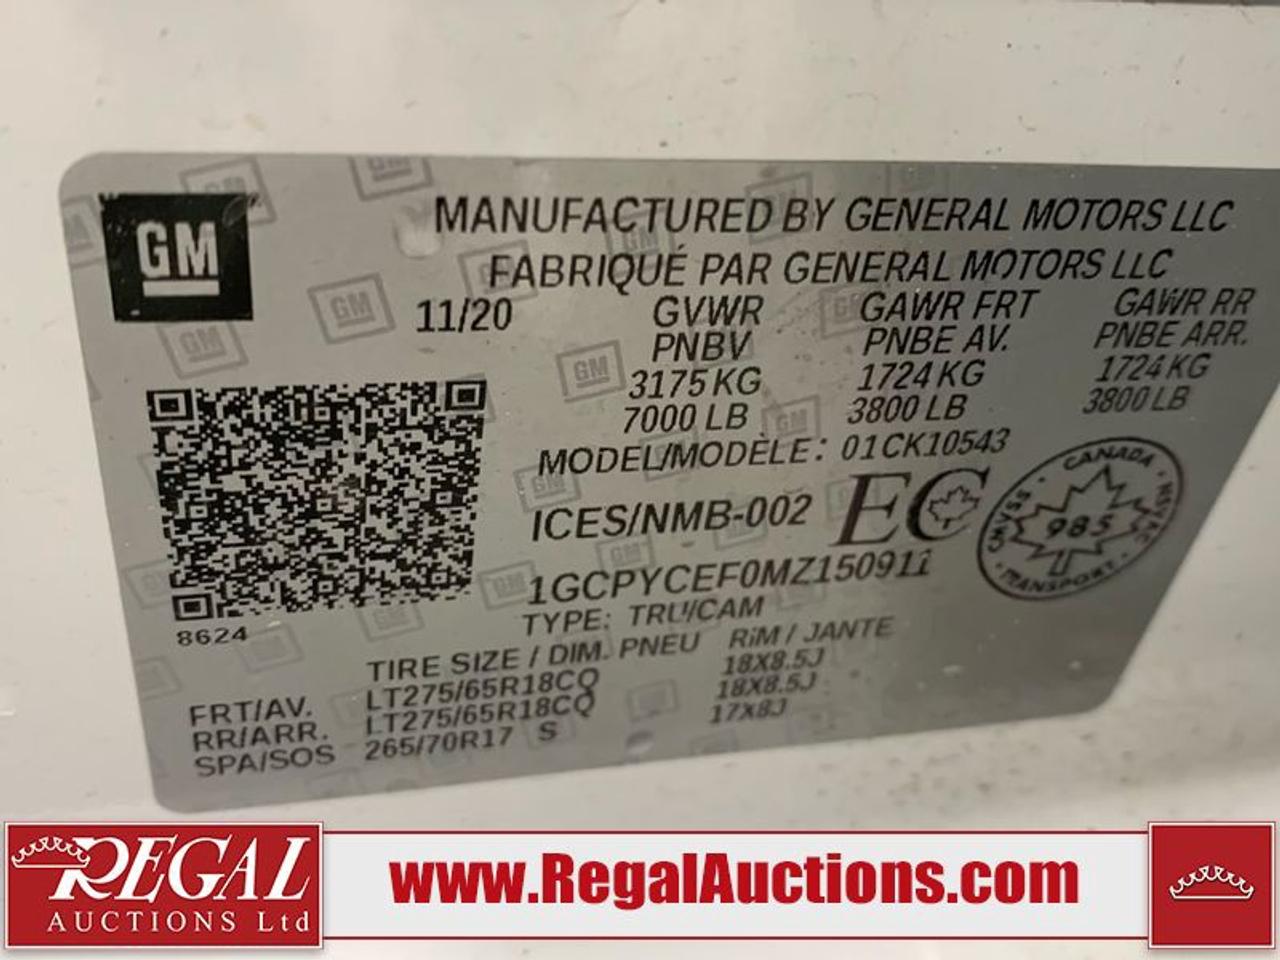 GM
MANUFACTURED BY GENERAL MOTORS LLC
FABRIQUÉ PAR GENERAL MOTORS LLC
11/20 GVWR GAWR FRT GAWR RR
PNBV PNBE AV. PNBE ARR.
3175 KG 1724 KG 1724 KG
7000 LB 3800 LB 3800 LB
MODEL/MODÈLE: 01CK10543
ICES/NMB-002 EC
CANADA
CMVSS/NSVAC
985
TRANSPORT
1GCPYCEF0MZ150911
8624
TYPE: TRU/CAM
TIRE SIZE / DIM. PNEU RIM / JANTE
FRT/AV. LT275/65R18CQ 18X8.5J
RR/ARR. LT275/65R18CQ 18X8.5J
SPA/SOS 265/70R17 S 17X8J
REGAL
AUCTIONS Ltd
www.RegalAuctions.com